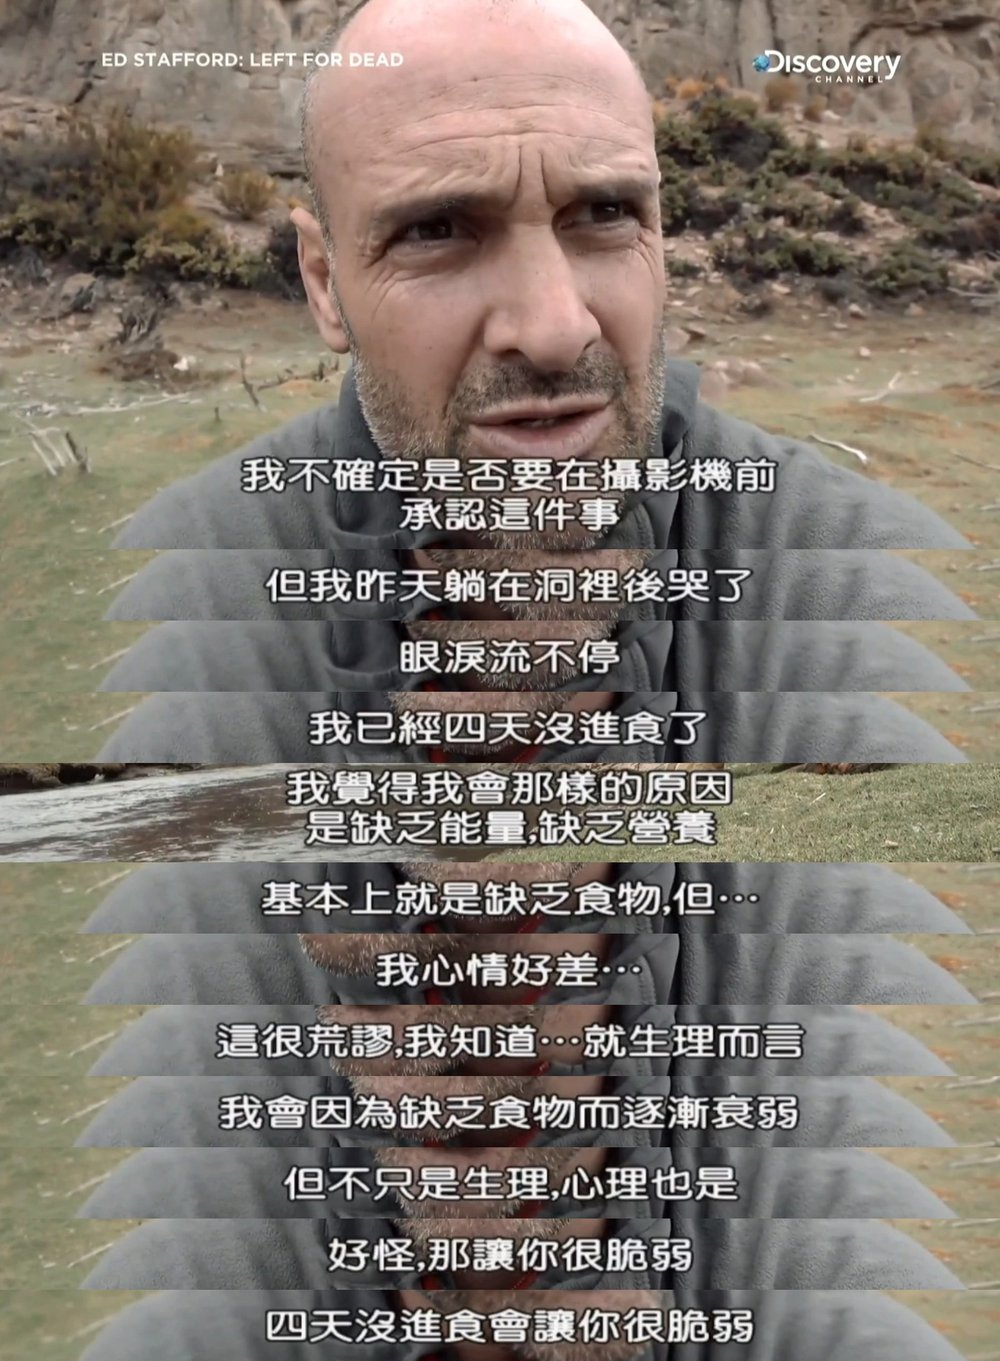 ED STAFFORD: LEFT FOR DEAD
Discovery
CHANNEL
我不確定是否要在攝影機前
承認這件事
但我昨天躺在洞裡後哭了
眼淚流不停
我已經四天沒進食了
我覺得我會那樣的原因
是缺乏能量,缺乏營養
基本上就是缺乏食物,但…
我心情好差…
這很荒謬,我知道…就生理而言
我會因為缺乏食物而逐漸衰弱
但不只是生理,心理也是
好怪,那讓你很脆弱
四天沒進食會讓你很脆弱